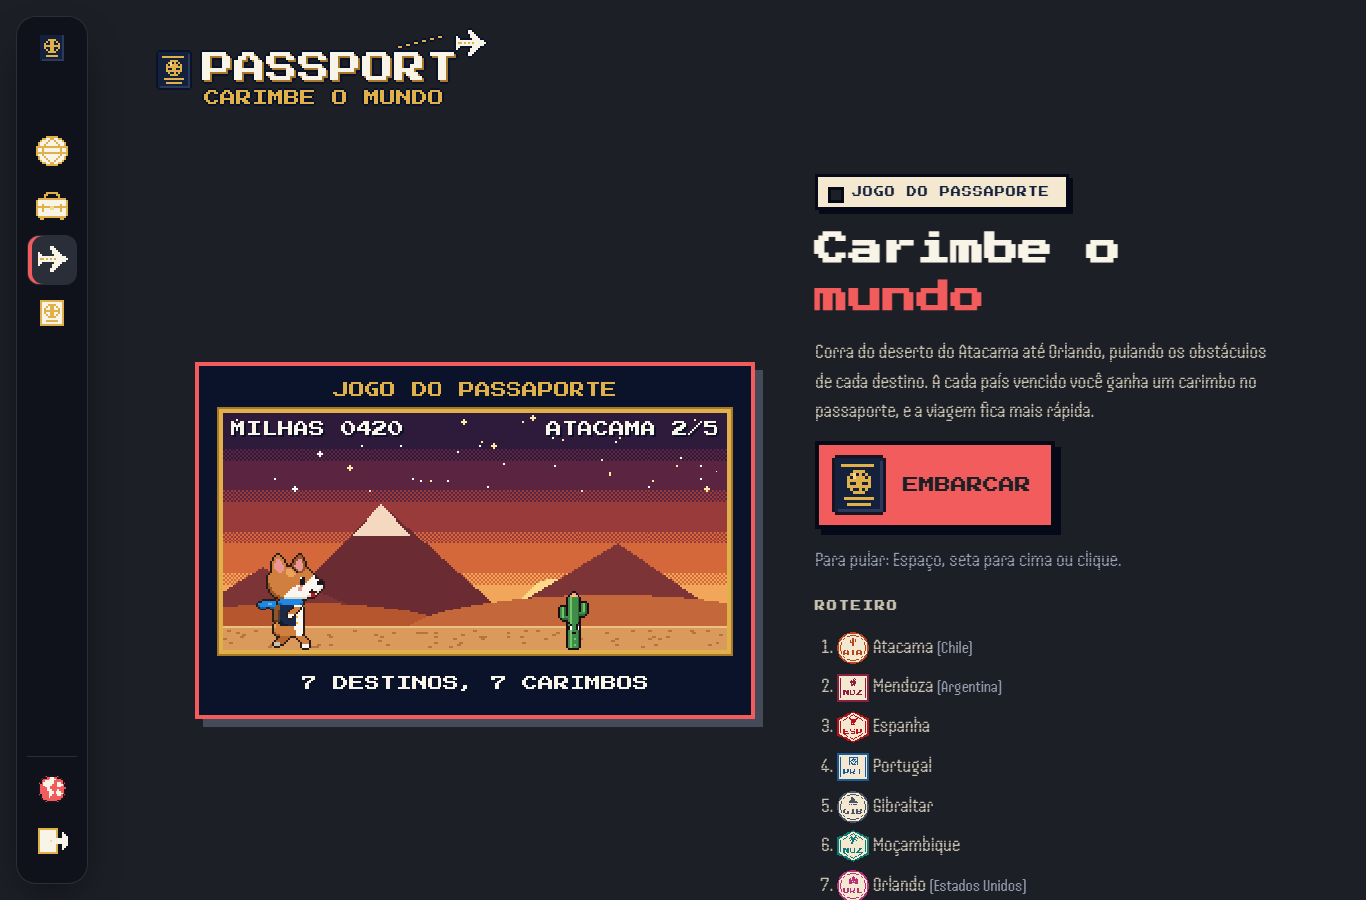 PASSPORT
CARIMBE O MUNDO
JOGO DO PASSAPORTE
Carimbe o
mundo
Corra do deserto do Atacama até Orlando, pulando os obstáculos
de cada destino. A cada país vencido você ganha um carimbo no
passaporte, e a viagem fica mais rápida.
EMBARCAR
Para pular: Espaço, seta para cima ou clique.
JOGO DO PASSAPORTE
MILHAS 0420
ATACAMA 2/5
7 DESTINOS, 7 CARIMBOS
ROTEIRO
1. Atacama (Chile)
2. Mendoza (Argentina)
3. Espanha
4. Portugal
5. Gibraltar
6. Moçambique
7. Orlando (Estados Unidos)